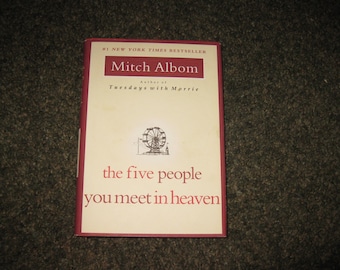 #1 NEW YORK TIMES BESTSELLER
Mitch Albom
Author of
Tuesdays with Morrie
the five people
you meet in heaven